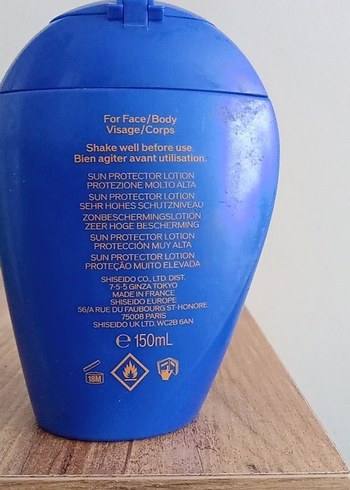 For Face/Body
Visage/Corps
Shake well before use.
Bien agiter avant utilisation.
SUN PROTECTOR LOTION
PROTEZIONE MOLTO ALTA
SUN PROTECTOR LOTION
SEHR HOHES SCHUTZNIVEAU
ZONBESCHERMINGSLOTION
ZEER HOGE BESCHERMING
SUN PROTECTOR LOTION
PROTECCIÓN MUY ALTA
SUN PROTECTOR LOTION
PROTEÇÃO MUITO ELEVADA
SHISEIDO CO., LTD. DIST.
7-5-5 GINZA TOKYO
MADE IN FRANCE
SHISEIDO EUROPE
56/A RUE DU FAUBOURG ST-HONORE
75008 PARIS
SHISEIDO UK LTD. WC2B 6AN
℮ 150mL
18M